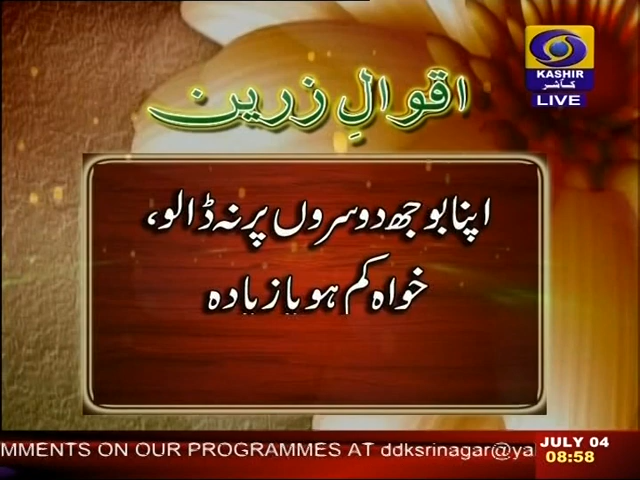 اقوالِ زریں
KASHIR
کاشر
LIVE
اپنا بوجھ دوسروں پر نہ ڈالو،
خواہ کم ہو یا زیادہ
MMENTS ON OUR PROGRAMMES AT ddksrinagar@ya
JULY 04
08:58